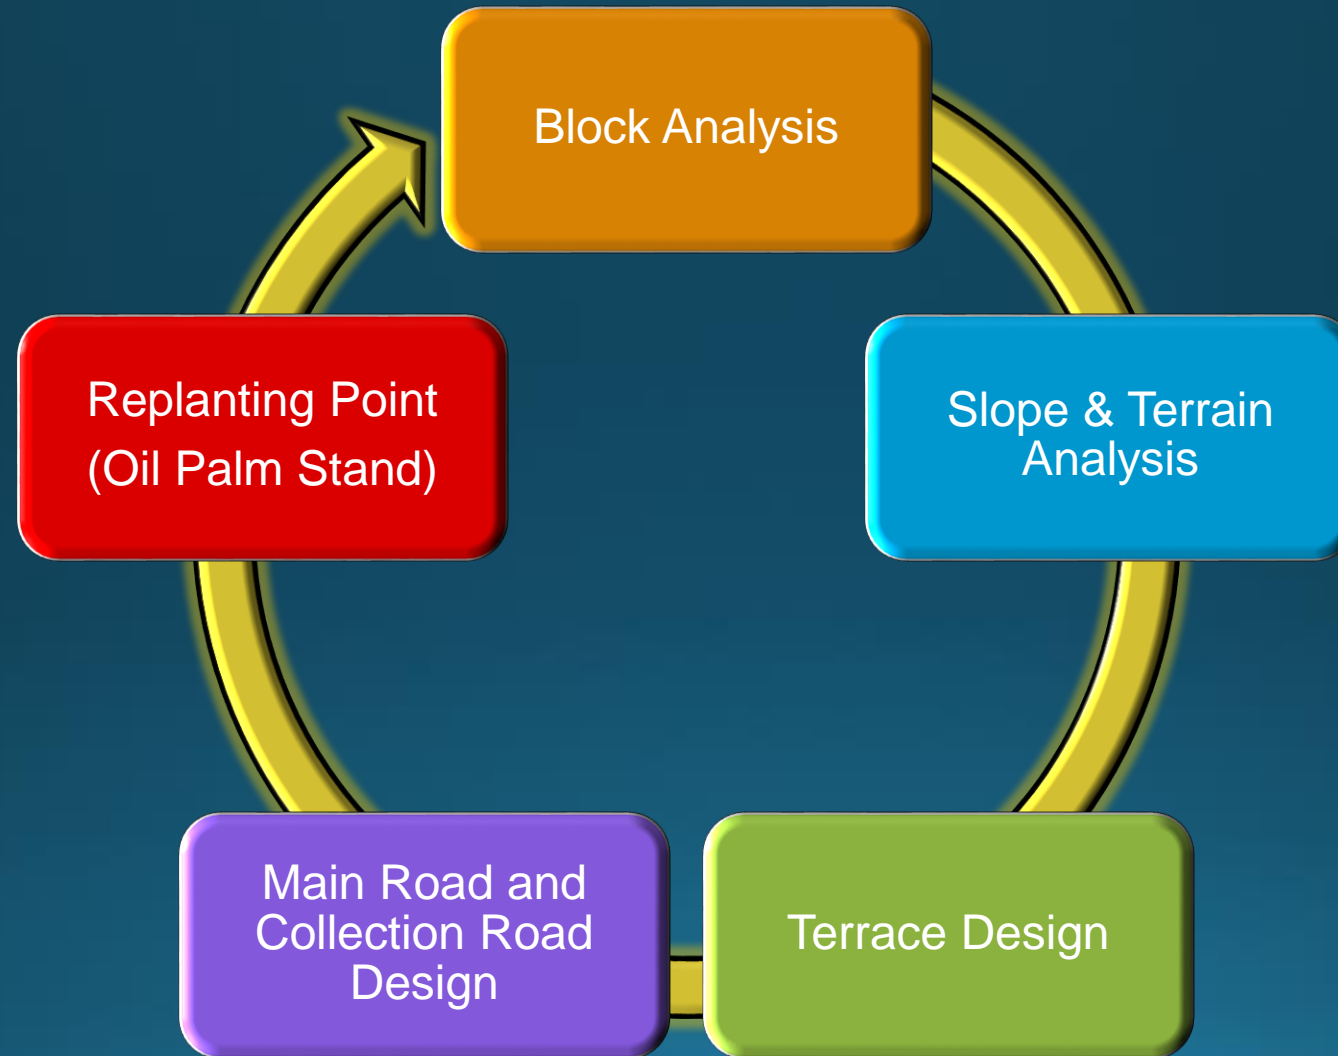 Block Analysis
Slope & Terrain
Analysis
Terrace Design
Main Road and
Collection Road
Design
Replanting Point
(Oil Palm Stand)